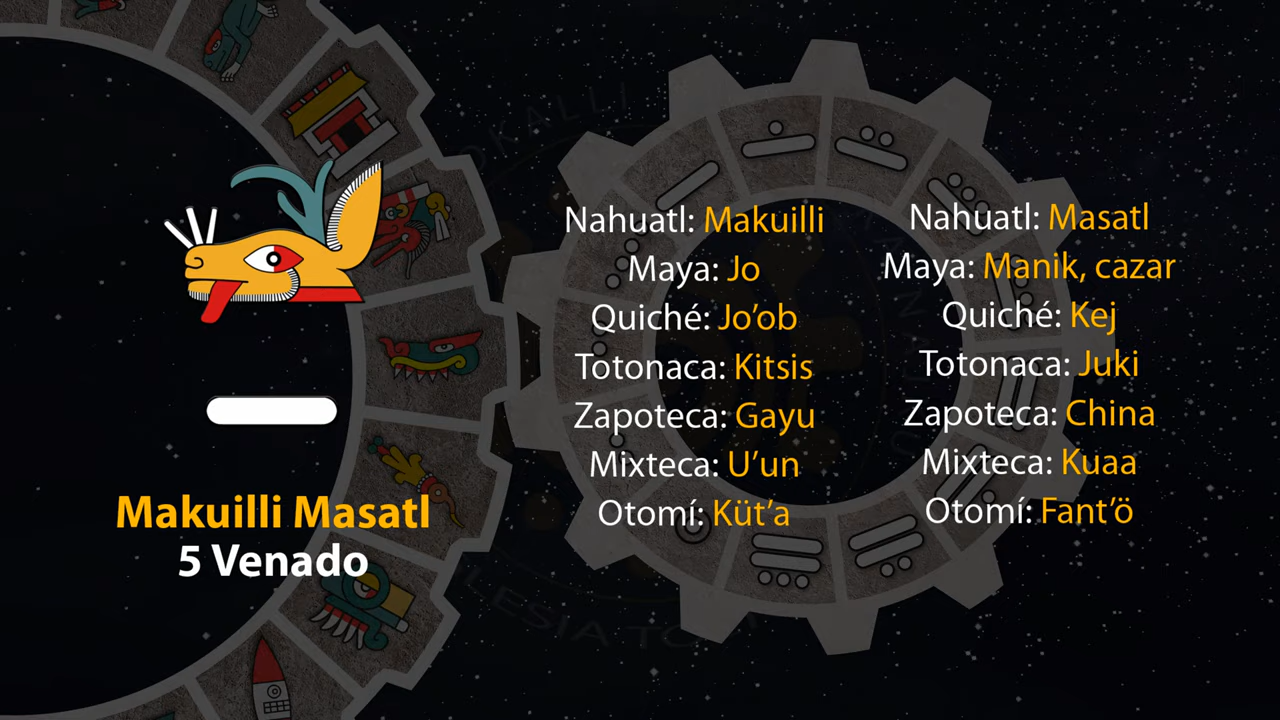 Makuilli Masatl
5 Venado
Nahuatl: Makuilli
Maya: Jo
Quiché: Jo’ob
Totonaca: Kitsis
Zapoteca: Gayu
Mixteca: U’un
Otomí: Küt’a
Nahuatl: Masatl
Maya: Manik, cazar
Quiché: Kej
Totonaca: Juki
Zapoteca: China
Mixteca: Kuaa
Otomí: Fant’ö